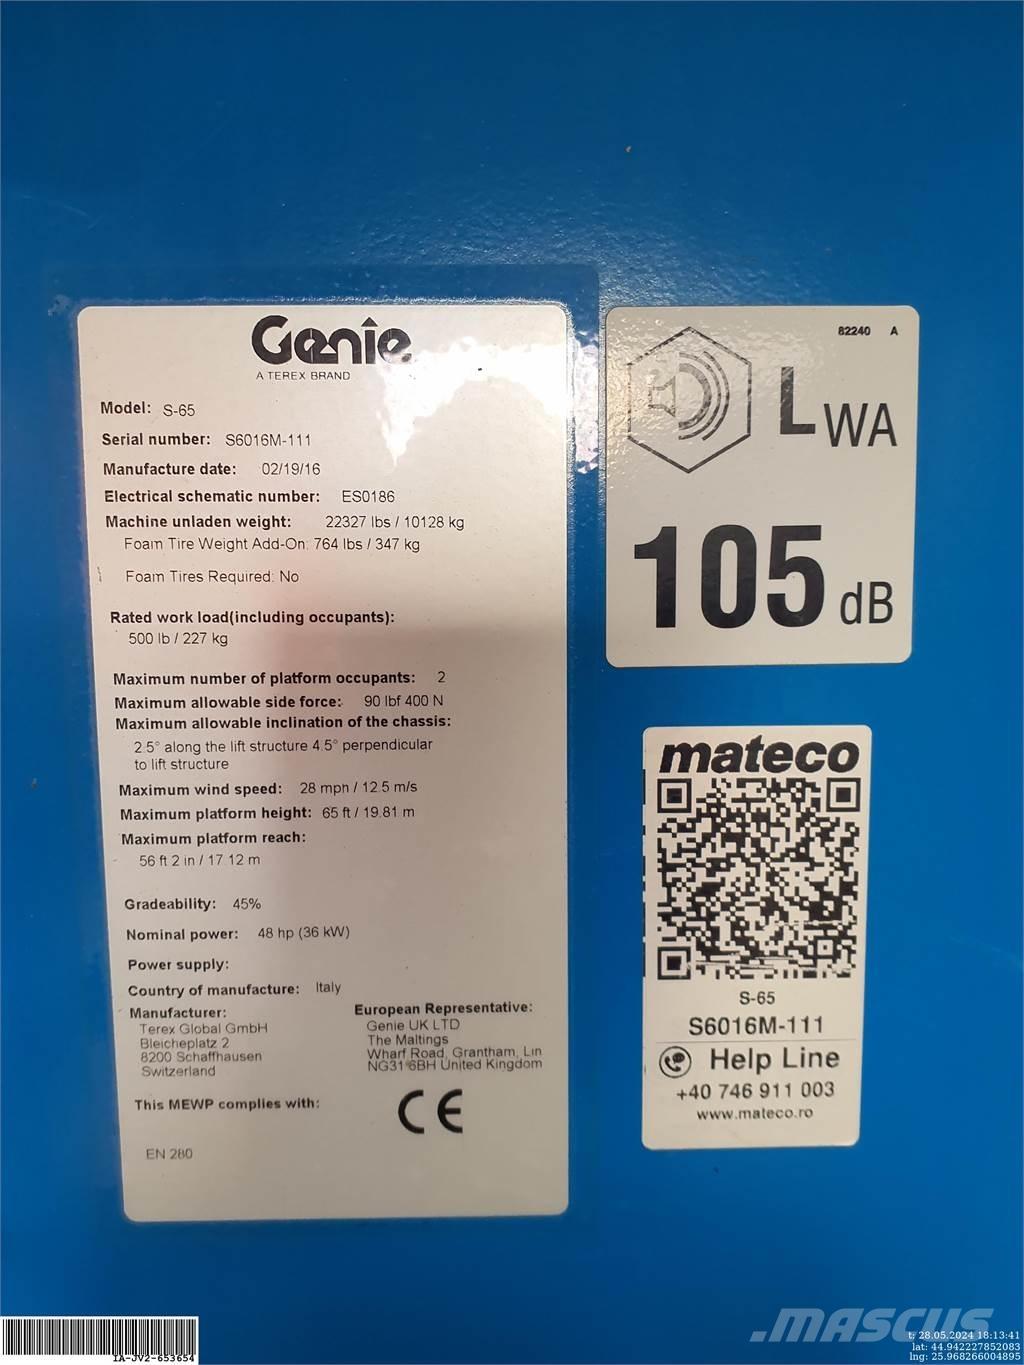 Genie
A TEREX BRAND
Model: S-65
Serial number: S6016M-111
Manufacture date: 02/19/16
Electrical schematic number: ES0186
Machine unladen weight: 22327 lbs / 10128 kg
Foam Tire Weight Add-On: 764 lbs / 347 kg
Foam Tires Required: No
Rated work load(including occupants):
500 lb / 227 kg
Maximum number of platform occupants: 2
Maximum allowable side force: 90 lbf 400 N
Maximum allowable inclination of the chassis:
2.5° along the lift structure 4.5° perpendicular
to lift structure
Maximum wind speed: 28 mph / 12.5 m/s
Maximum platform height: 65 ft / 19.81 m
Maximum platform reach:
56 ft 2 in / 17.12 m
Gradeability: 45%
Nominal power: 48 hp (36 kW)
Power supply:
Country of manufacture: Italy
Manufacturer:
Terex Global GmbH
Bleicheplatz 2
8200 Schaffhausen
Switzerland
European Representative:
Genie UK LTD
The Maltings
Wharf Road, Grantham, Lin
NG31 6BH United Kingdom
This MEWP complies with:
CE
EN 280
82240 A
LWA
105 dB
mateco
S-65
S6016M-111
Help Line
+40 746 911 003
www.mateco.ro
IA-JV2-653654
MASCUS
t: 28.05.2024 18:13:41
lat: 44.942227852083
lng: 25.968266004895